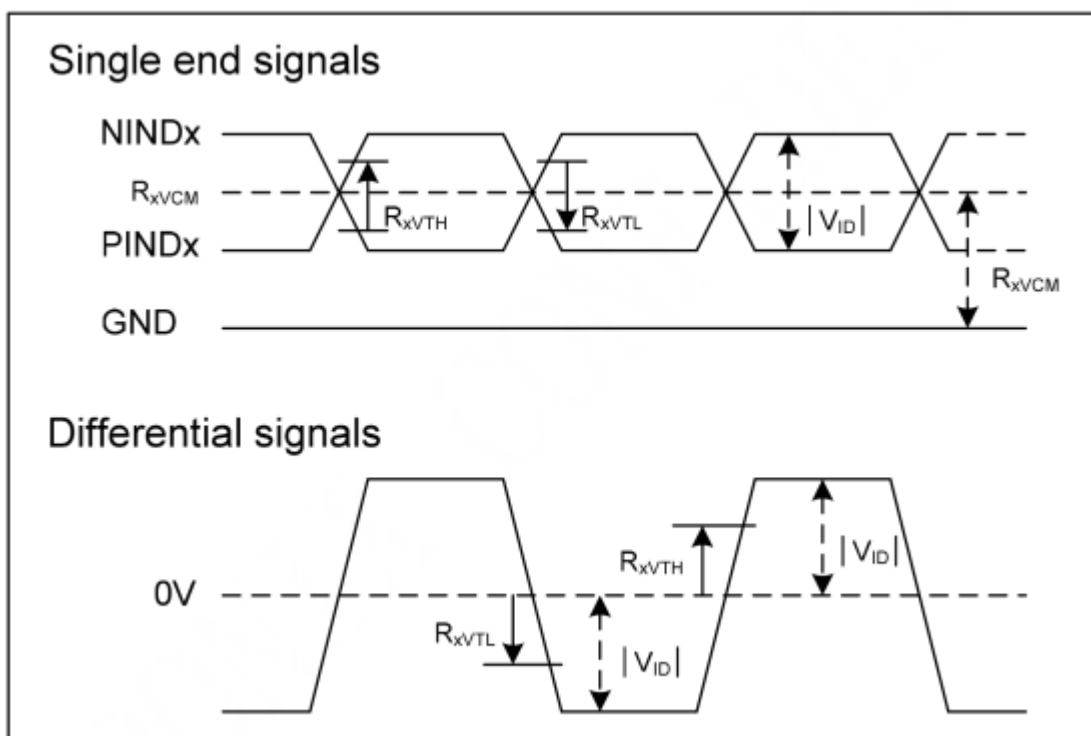 Single end signals
NINDx
RxVCM
RxVTH
RxVTL
|VID|
PINDx
RxVCM
GND
Differential signals
RxVTH
|VID|
0V
RxVTL
|VID|